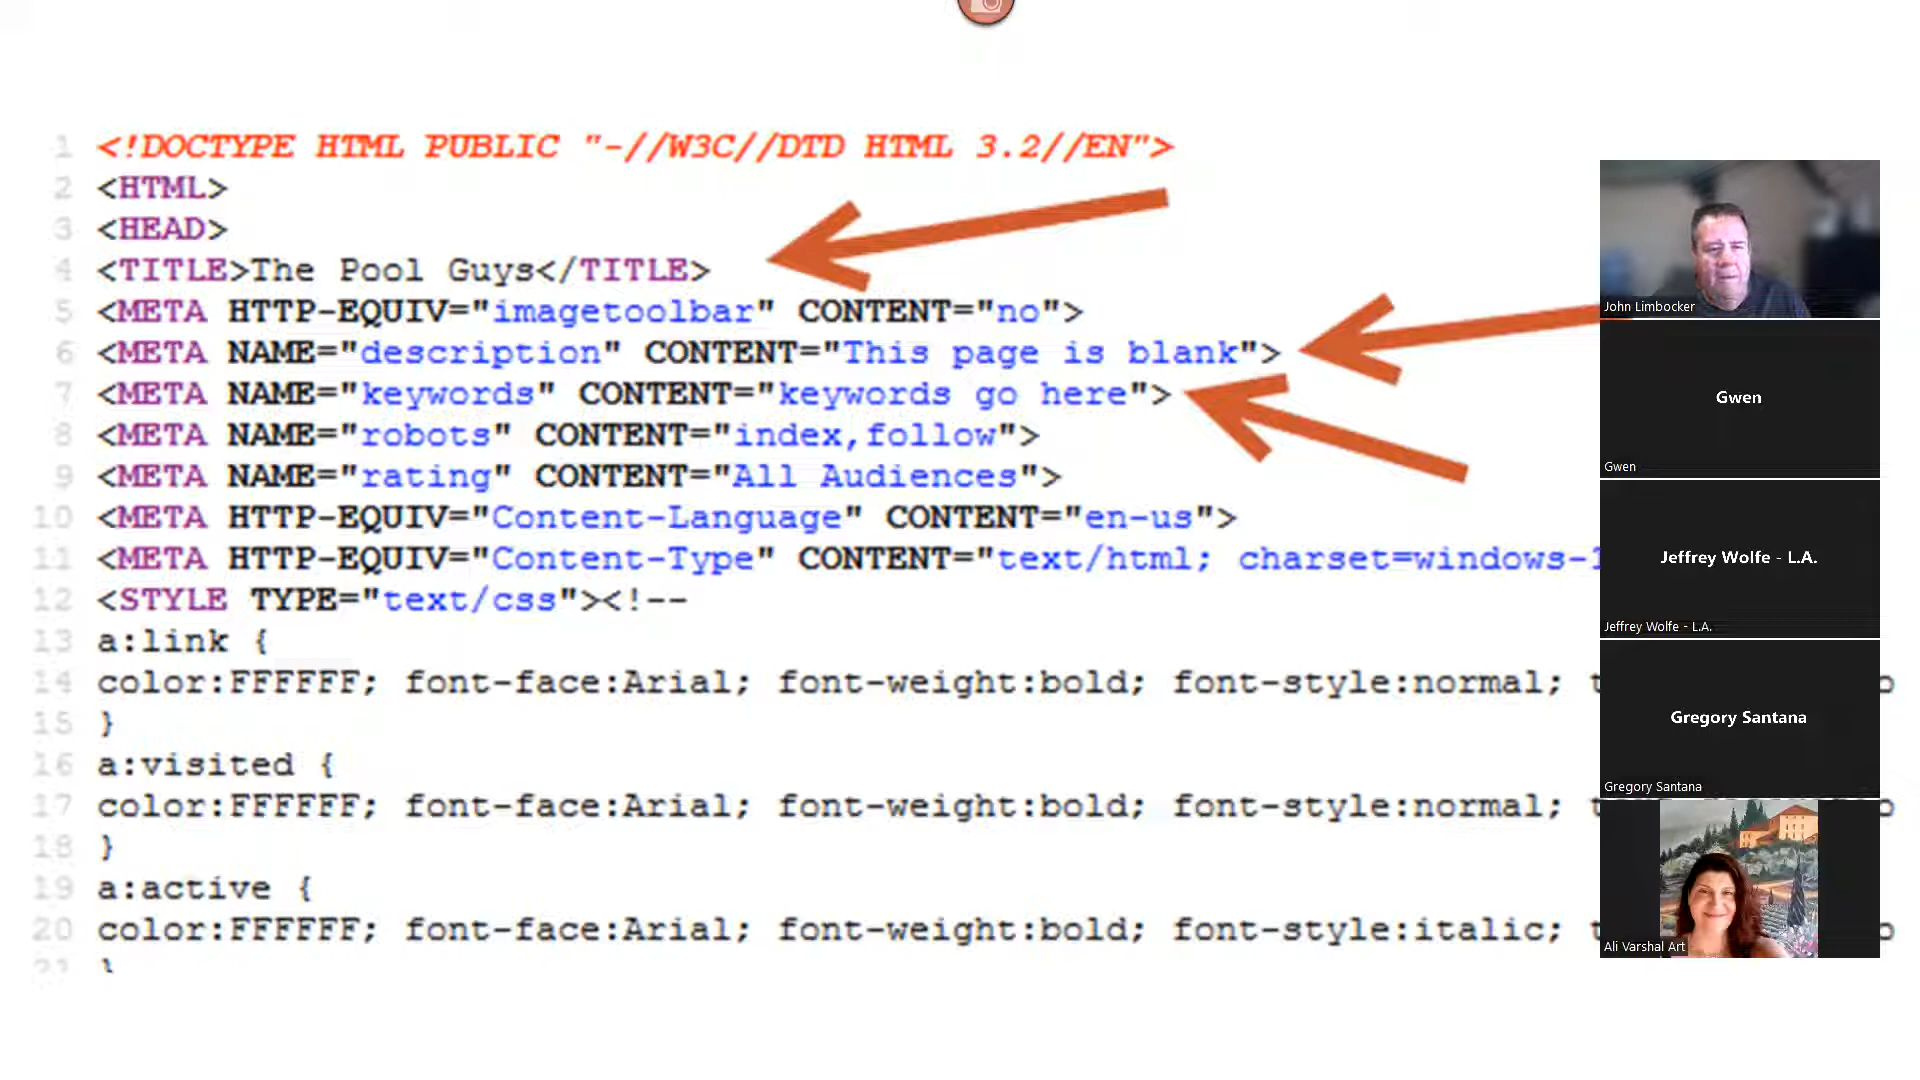 1 <!DOCTYPE HTML PUBLIC "-//W3C//DTD HTML 3.2//EN">
2 <HTML>
3 <HEAD>
4 <TITLE>The Pool Guys</TITLE>
5 <META HTTP-EQUIV="imagetoolbar" CONTENT="no">
6 <META NAME="description" CONTENT="This page is blank">
7 <META NAME="keywords" CONTENT="keywords go here">
8 <META NAME="robots" CONTENT="index,follow">
9 <META NAME="rating" CONTENT="All Audiences">
10 <META HTTP-EQUIV="Content-Language" CONTENT="en-us">
11 <META HTTP-EQUIV="Content-Type" CONTENT="text/html; charset=windows-1
12 <STYLE TYPE="text/css"><!--
13 a:link {
14 color:FFFFFF; font-face:Arial; font-weight:bold; font-style:normal;
15 }
16 a:visited {
17 color:FFFFFF; font-face:Arial; font-weight:bold; font-style:normal;
18 }
19 a:active {
20 color:FFFFFF; font-face:Arial; font-weight:bold; font-style:italic;
John Limbocker
Gwen
Gwen
Jeffrey Wolfe - L.A.
Jeffrey Wolfe - L.A.
Gregory Santana
Gregory Santana
Ali Varshal Art